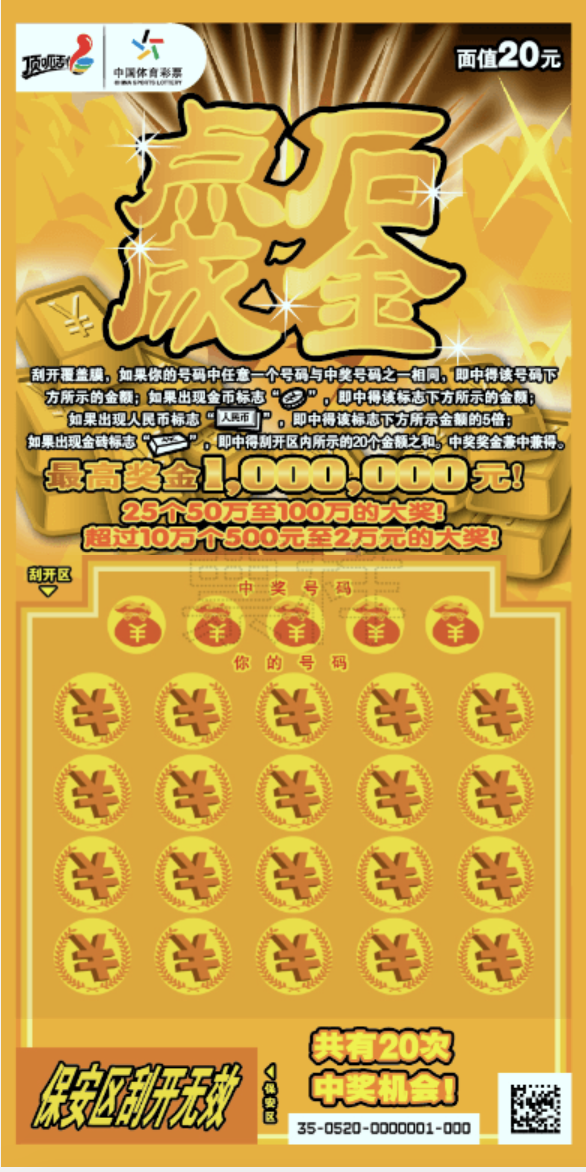 顶呱刮
中国体育彩票
CHINA SPORTS LOTTERY
面值20元
点石
成金
刮开覆盖膜，如果你的号码中任意一个号码与中奖号码之一相同，即中得该号码下
方所示的金额；如果出现金币标志“ ”，即中得该标志下方所示的金额；
如果出现人民币标志“人民币”，即中得该标志下方所示金额的5倍；
如果出现金砖标志“ ”，即中得刮开区内所示的20个金额之和。中奖奖金兼中兼得。
最高奖金1,000,000元！
25个50万至100万的大奖！
超过10万个500元至2万元的大奖！
刮开区
票样
中奖号码
你的号码
共有20次
中奖机会！
保安区刮开无效
保安区
35-0520-0000001-000